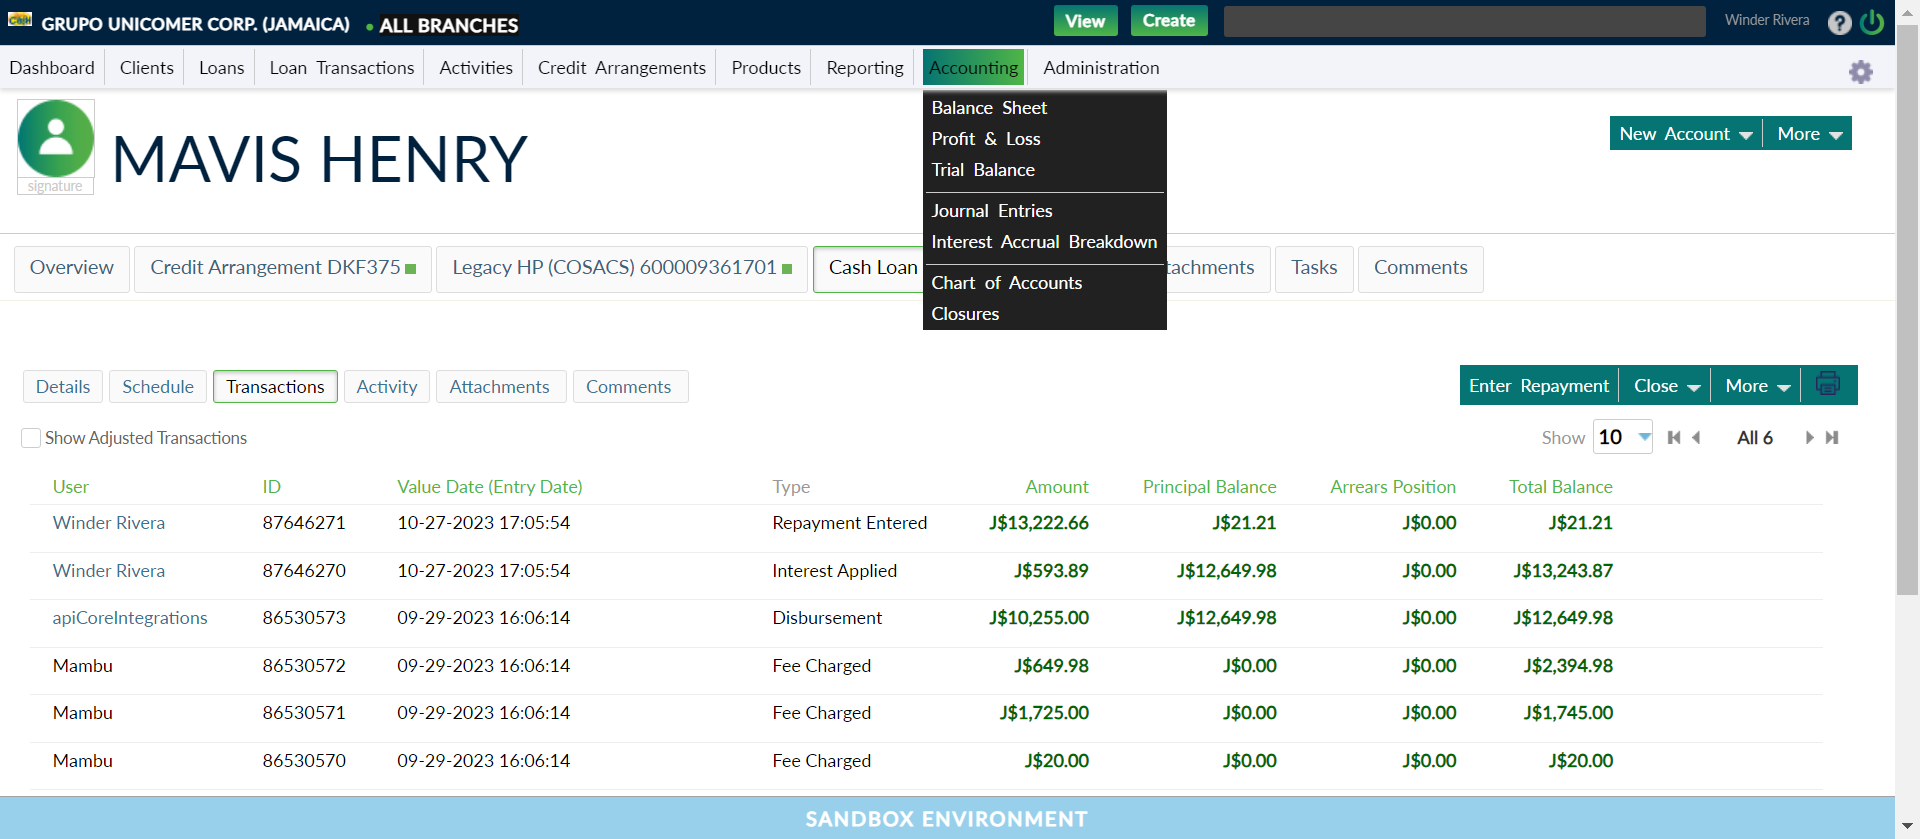 Cash GRUPO UNICOMER CORP. (JAMAICA) ALL BRANCHES View Create Winder Rivera ?
Dashboard Clients Loans Loan Transactions Activities Credit Arrangements Products Reporting Accounting Administration
Balance Sheet
Profit & Loss
Trial Balance
Journal Entries
Interest Accrual Breakdown
Chart of Accounts
Closures
signature
MAVIS HENRY
New Account More
Overview Credit Arrangement DKF375 Legacy HP (COSACS) 600009361701 Cash Loan tachments Tasks Comments
Details Schedule Transactions Activity Attachments Comments Enter Repayment Close More
Show Adjusted Transactions Show 10 All 6
User ID Value Date (Entry Date) Type Amount Principal Balance Arrears Position Total Balance
Winder Rivera 87646271 10-27-2023 17:05:54 Repayment Entered J$13,222.66 J$21.21 J$0.00 J$21.21
Winder Rivera 87646270 10-27-2023 17:05:54 Interest Applied J$593.89 J$12,649.98 J$0.00 J$13,243.87
apiCoreIntegrations 86530573 09-29-2023 16:06:14 Disbursement J$10,255.00 J$12,649.98 J$0.00 J$12,649.98
Mambu 86530572 09-29-2023 16:06:14 Fee Charged J$649.98 J$0.00 J$0.00 J$2,394.98
Mambu 86530571 09-29-2023 16:06:14 Fee Charged J$1,725.00 J$0.00 J$0.00 J$1,745.00
Mambu 86530570 09-29-2023 16:06:14 Fee Charged J$20.00 J$0.00 J$0.00 J$20.00
SANDBOX ENVIRONMENT